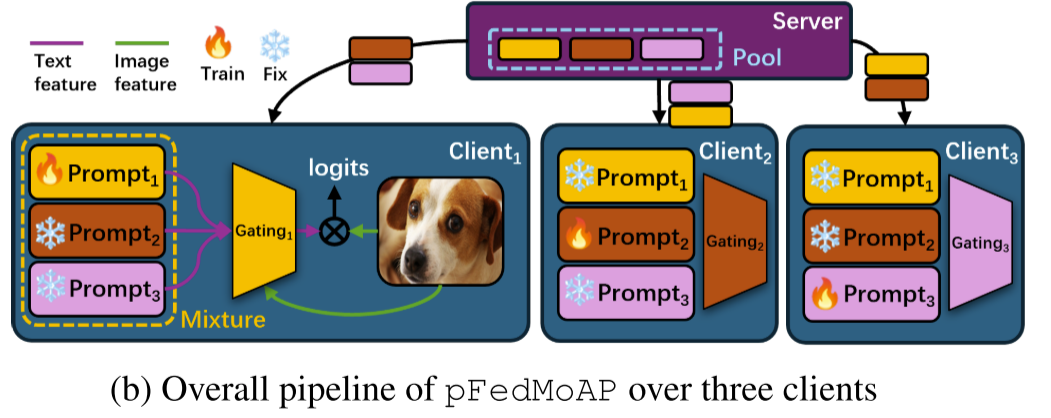 Server
Pool
Text
feature
Image
feature
Train
Fix
Client1
Prompt1
Prompt2
Prompt3
Mixture
Gating1
logits
Client2
Prompt1
Prompt2
Prompt3
Gating2
Client3
Prompt1
Prompt2
Prompt3
Gating3
(b) Overall pipeline of pFedMoAP over three clients